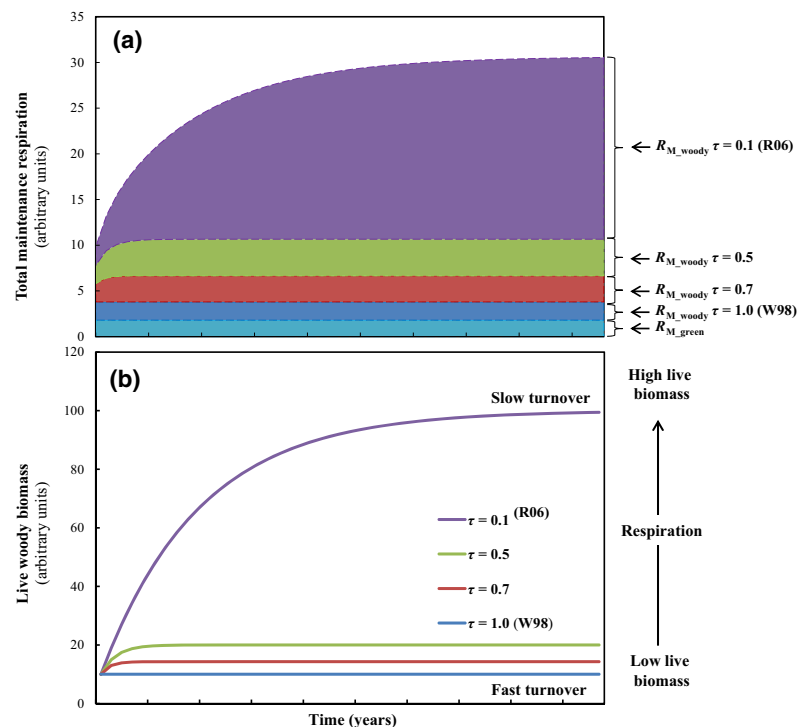 (a)
Total maintenance respiration
(arbitrary units)
35
30
25
20
15
10
5
0
R_M_woody τ = 0.1 (R06)
R_M_woody τ = 0.5
R_M_woody τ = 0.7
R_M_woody τ = 1.0 (W98)
R_M_green
(b)
Live woody biomass
(arbitrary units)
120
100
80
60
40
20
0
Slow turnover
τ = 0.1 (R06)
τ = 0.5
τ = 0.7
τ = 1.0 (W98)
Fast turnover
Time (years)
High live
biomass
Respiration
Low live
biomass